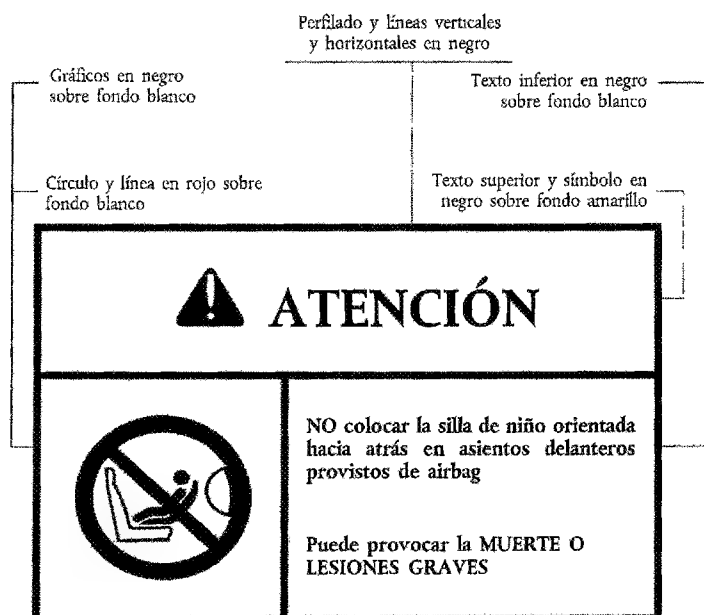 Perfilado y líneas verticales
y horizontales en negro
Gráficos en negro
sobre fondo blanco
Texto inferior en negro
sobre fondo blanco
Círculo y línea en rojo sobre
fondo blanco
Texto superior y símbolo en
negro sobre fondo amarillo
ATENCIÓN
NO colocar la silla de niño orientada
hacia atrás en asientos delanteros
provistos de airbag
Puede provocar la MUERTE O
LESIONES GRAVES